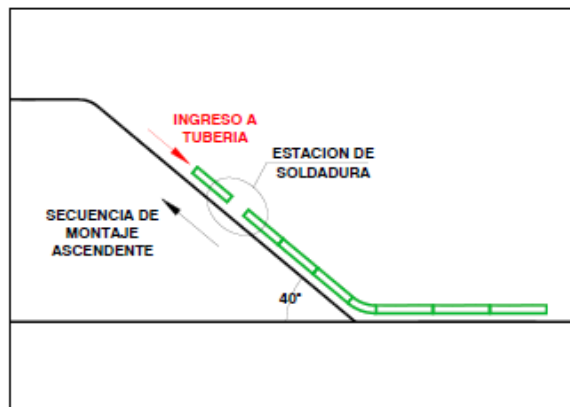 INGRESO A
TUBERIA
ESTACION DE
SOLDADURA
SECUENCIA DE
MONTAJE
ASCENDENTE
40°